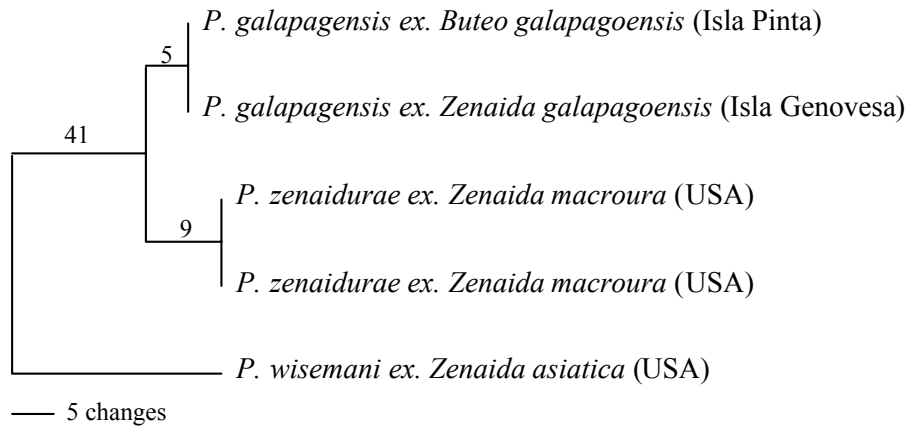 P. galapagensis ex. Buteo galapagoensis (Isla Pinta)
5
P. galapagensis ex. Zenaida galapagoensis (Isla Genovesa)
41
P. zenaidurae ex. Zenaida macroura (USA)
9
P. zenaidurae ex. Zenaida macroura (USA)
P. wisemani ex. Zenaida asiatica (USA)
5 changes